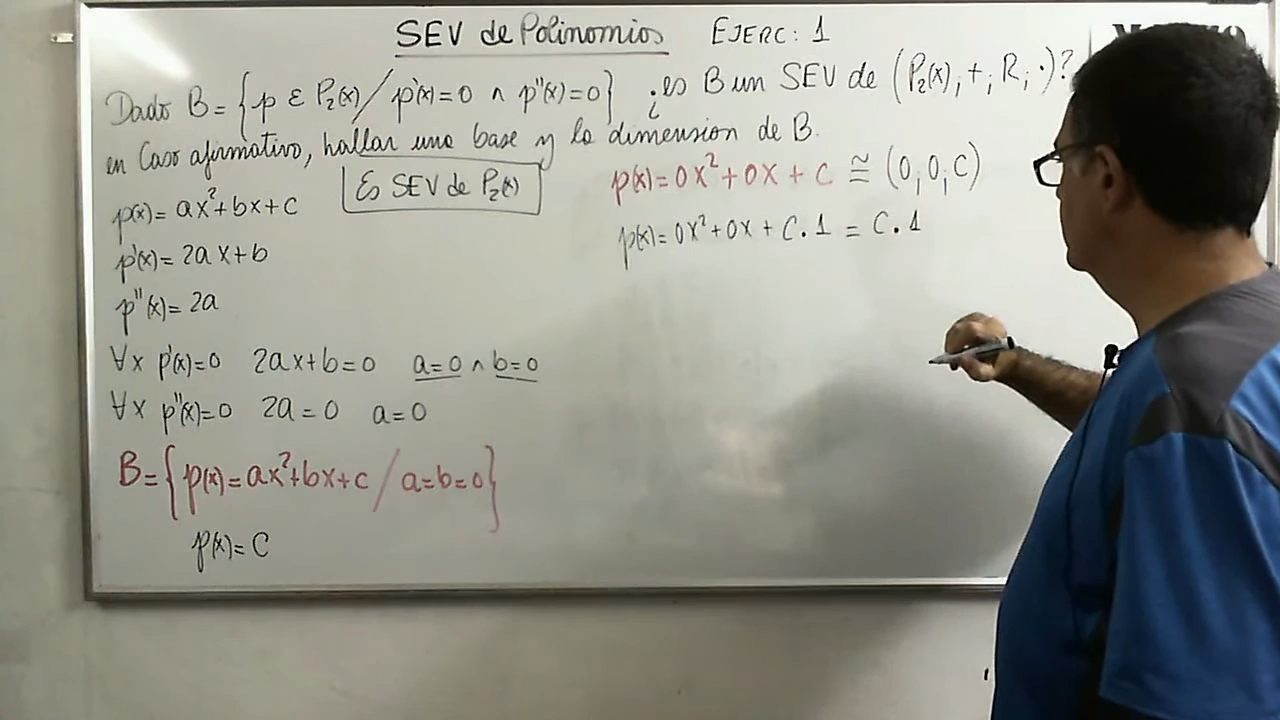 SEV de Polinomios EJERC: 1
Dado B = { p ε P₂(x) / p'(x)=0 ∧ p''(x)=0 } ¿es B un SEV de (P₂(x), +, R, ·)?
en Caso afirmativo, hallar una base y la dimension de B.
Es SEV de P₂(x)
p(x)= ax²+bx+c
p'(x)= 2ax+b
p''(x)= 2a
∀x p'(x)=0 2ax+b=0 a=0 ∧ b=0
∀x p''(x)=0 2a=0 a=0
B={ p(x)=ax²+bx+c / a=b=0 }
p(x)= C
p(x)=0x²+0x+c ≅ (0,0,C)
p(x)=0x²+0x+C.1 = C.1